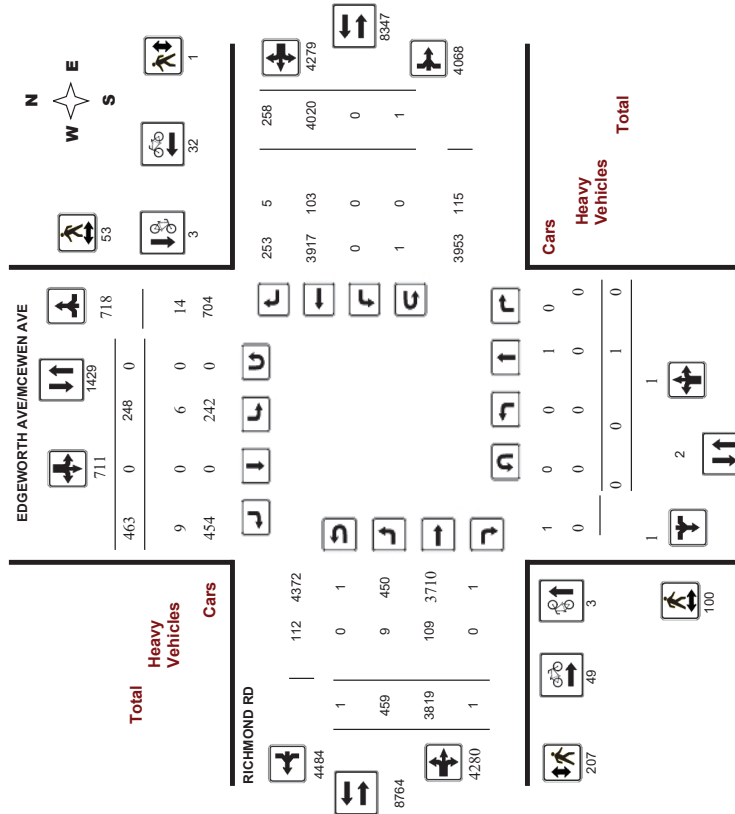 EDGEWORTH AVE/MCEWEN AVE
711
1429
718
463 0 248 0
9 0 6 0 14
454 0 242 0 704
Total
Heavy Vehicles
Cars
N
W E
S
53
3
32
1
4279
8347
4068
258
4020
0
1
5
103
0
0
115
253
3917
0
1
3953
RICHMOND RD
4484
8764
4280
4372
112
1
450
3710
1
0
9
109
0
1
459
3819
1
Cars
Heavy Vehicles
Total
1 0 0 1 0
0 0 0 0 0
0 0 1 0
1
2
1
207
49
3
100